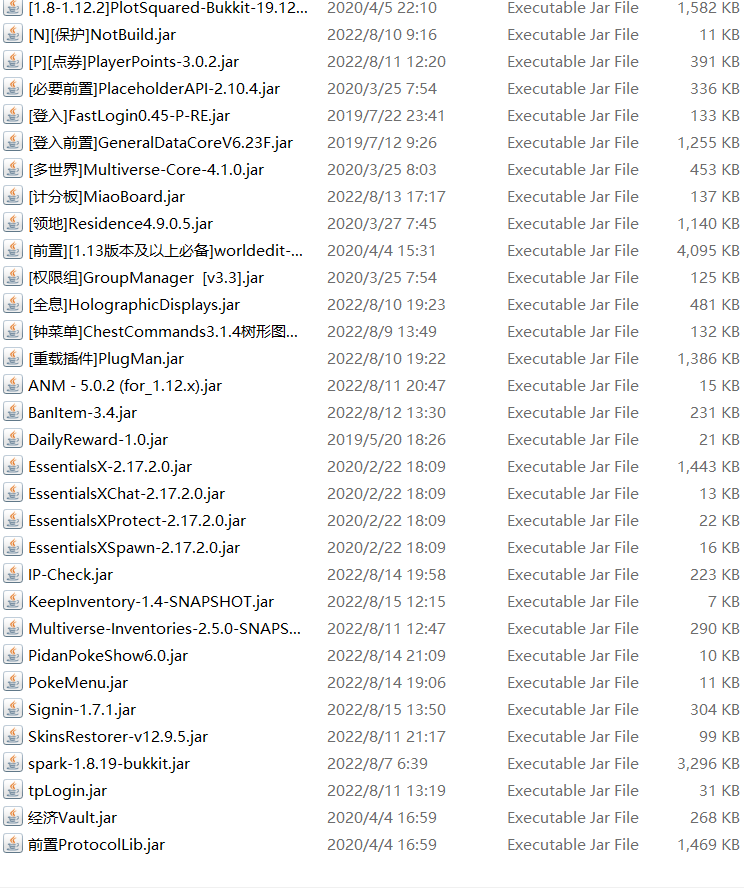 [1.8-1.12.2]PlotSquared-Bukkit-19.12... 2020/4/5 22:10 Executable Jar File 1,582 KB
[N][保护]NotBuild.jar 2022/8/10 9:16 Executable Jar File 11 KB
[P][点券]PlayerPoints-3.0.2.jar 2022/8/11 12:20 Executable Jar File 391 KB
[必要前置]PlaceholderAPI-2.10.4.jar 2020/3/25 7:54 Executable Jar File 336 KB
[登入]FastLogin0.45-P-RE.jar 2019/7/22 23:41 Executable Jar File 133 KB
[登入前置]GeneralDataCoreV6.23F.jar 2019/7/12 9:26 Executable Jar File 1,255 KB
[多世界]Multiverse-Core-4.1.0.jar 2020/3/25 8:03 Executable Jar File 453 KB
[计分板]MiaoBoard.jar 2022/8/13 17:17 Executable Jar File 137 KB
[领地]Residence4.9.0.5.jar 2020/3/27 7:45 Executable Jar File 1,140 KB
[前置][1.13版本及以上必备]worldedit-... 2020/4/4 15:31 Executable Jar File 4,095 KB
[权限组]GroupManager  [v3.3].jar 2020/3/25 7:54 Executable Jar File 125 KB
[全息]HolographicDisplays.jar 2022/8/10 19:23 Executable Jar File 481 KB
[钟菜单]ChestCommands3.1.4树形图... 2022/8/9 13:49 Executable Jar File 132 KB
[重载插件]PlugMan.jar 2022/8/10 19:22 Executable Jar File 1,386 KB
ANM - 5.0.2 (for_1.12.x).jar 2022/8/11 20:47 Executable Jar File 15 KB
BanItem-3.4.jar 2022/8/12 13:30 Executable Jar File 231 KB
DailyReward-1.0.jar 2019/5/20 18:26 Executable Jar File 21 KB
EssentialsX-2.17.2.0.jar 2020/2/22 18:09 Executable Jar File 1,443 KB
EssentialsXChat-2.17.2.0.jar 2020/2/22 18:09 Executable Jar File 13 KB
EssentialsXProtect-2.17.2.0.jar 2020/2/22 18:09 Executable Jar File 22 KB
EssentialsXSpawn-2.17.2.0.jar 2020/2/22 18:09 Executable Jar File 16 KB
IP-Check.jar 2022/8/14 19:58 Executable Jar File 223 KB
KeepInventory-1.4-SNAPSHOT.jar 2022/8/15 12:15 Executable Jar File 7 KB
Multiverse-Inventories-2.5.0-SNAPS... 2022/8/11 12:47 Executable Jar File 290 KB
PidanPokeShow6.0.jar 2022/8/14 21:09 Executable Jar File 10 KB
PokeMenu.jar 2022/8/14 19:06 Executable Jar File 11 KB
Signin-1.7.1.jar 2022/8/15 13:50 Executable Jar File 304 KB
SkinsRestorer-v12.9.5.jar 2022/8/11 21:17 Executable Jar File 99 KB
spark-1.8.19-bukkit.jar 2022/8/7 6:39 Executable Jar File 3,296 KB
tpLogin.jar 2022/8/11 13:19 Executable Jar File 31 KB
经济Vault.jar 2020/4/4 16:59 Executable Jar File 268 KB
前置ProtocolLib.jar 2020/4/4 16:59 Executable Jar File 1,469 KB